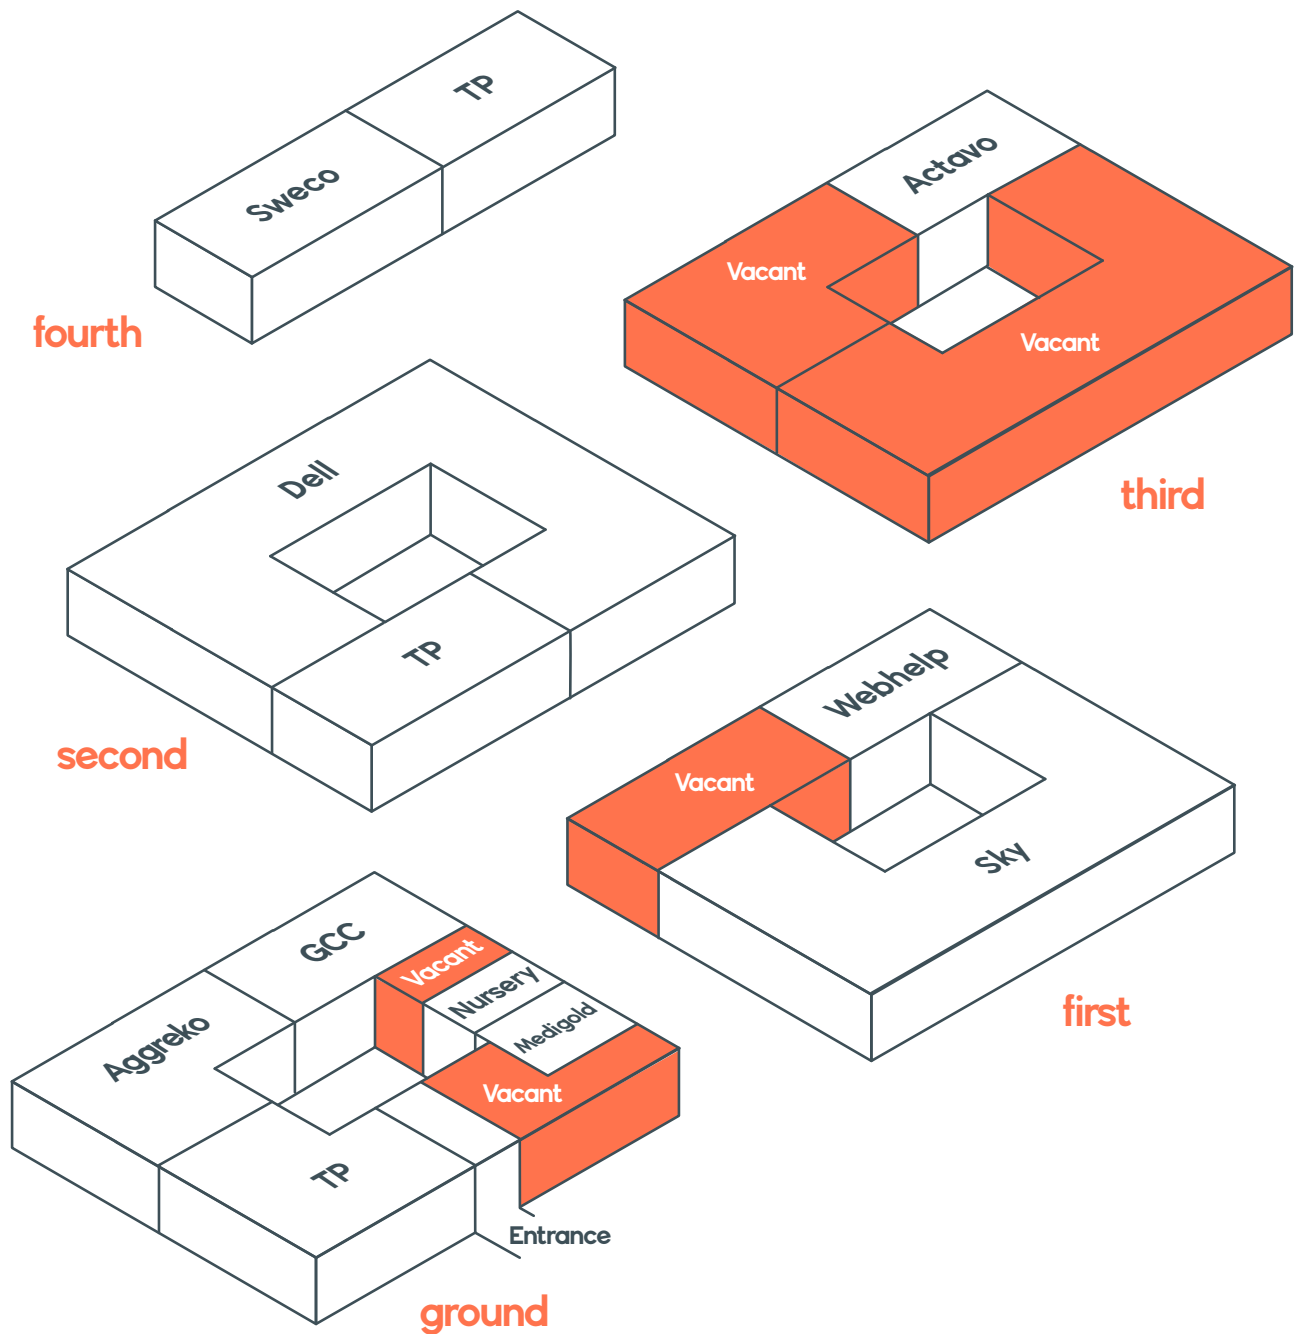 TP
Sweco
fourth
Actavo
Vacant
Vacant
third
Dell
TP
second
Webhelp
Vacant
Sky
first
GCC
Vacant
Nursery
Medigold
Aggreko
Vacant
TP
Entrance
ground